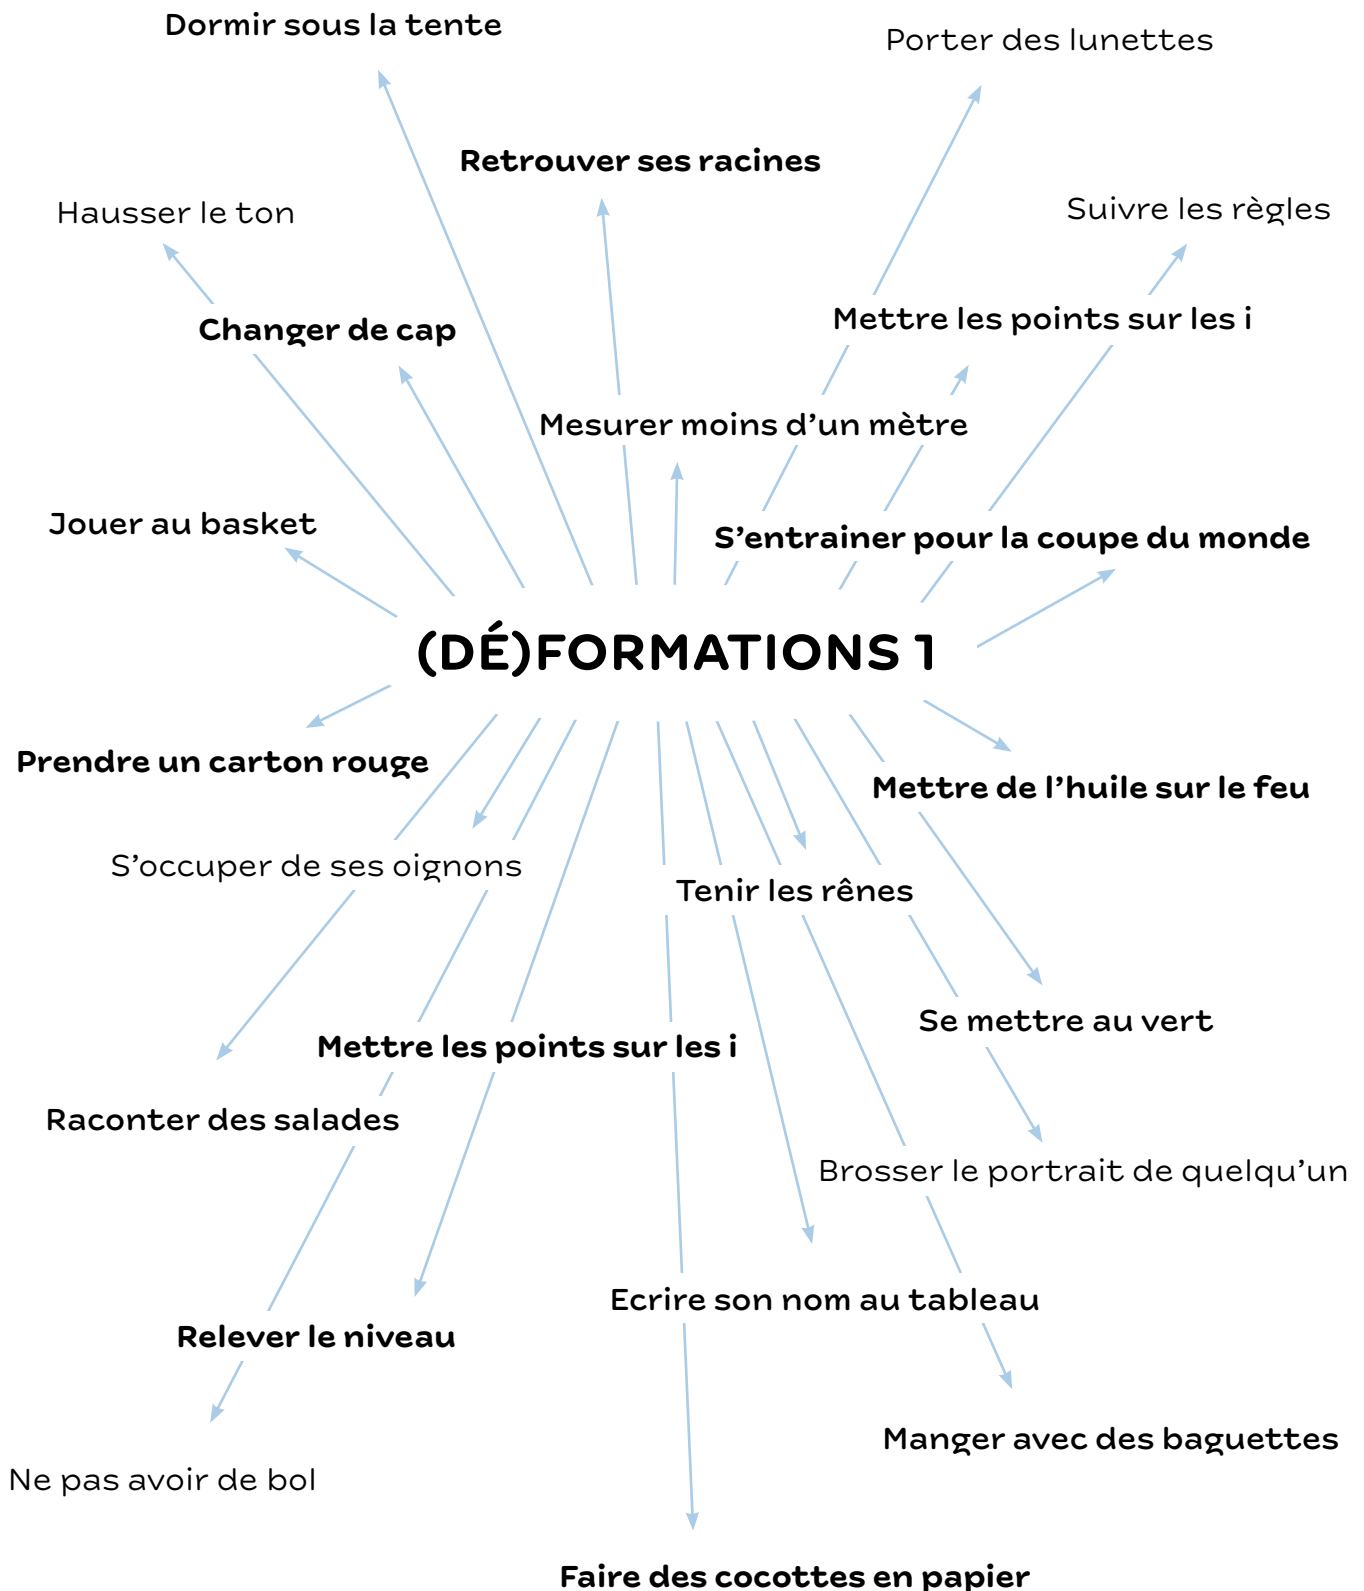 Dormir sous la tente
Porter des lunettes
Retrouver ses racines
Hausser le ton
Suivre les règles
Changer de cap
Mettre les points sur les i
Mesurer moins d’un mètre
Jouer au basket
S’entrainer pour la coupe du monde
(DÉ)FORMATIONS 1
Prendre un carton rouge
Mettre de l’huile sur le feu
S’occuper de ses oignons
Tenir les rênes
Se mettre au vert
Mettre les points sur les i
Raconter des salades
Brosser le portrait de quelqu’un
Ecrire son nom au tableau
Relever le niveau
Manger avec des baguettes
Ne pas avoir de bol
Faire des cocottes en papier